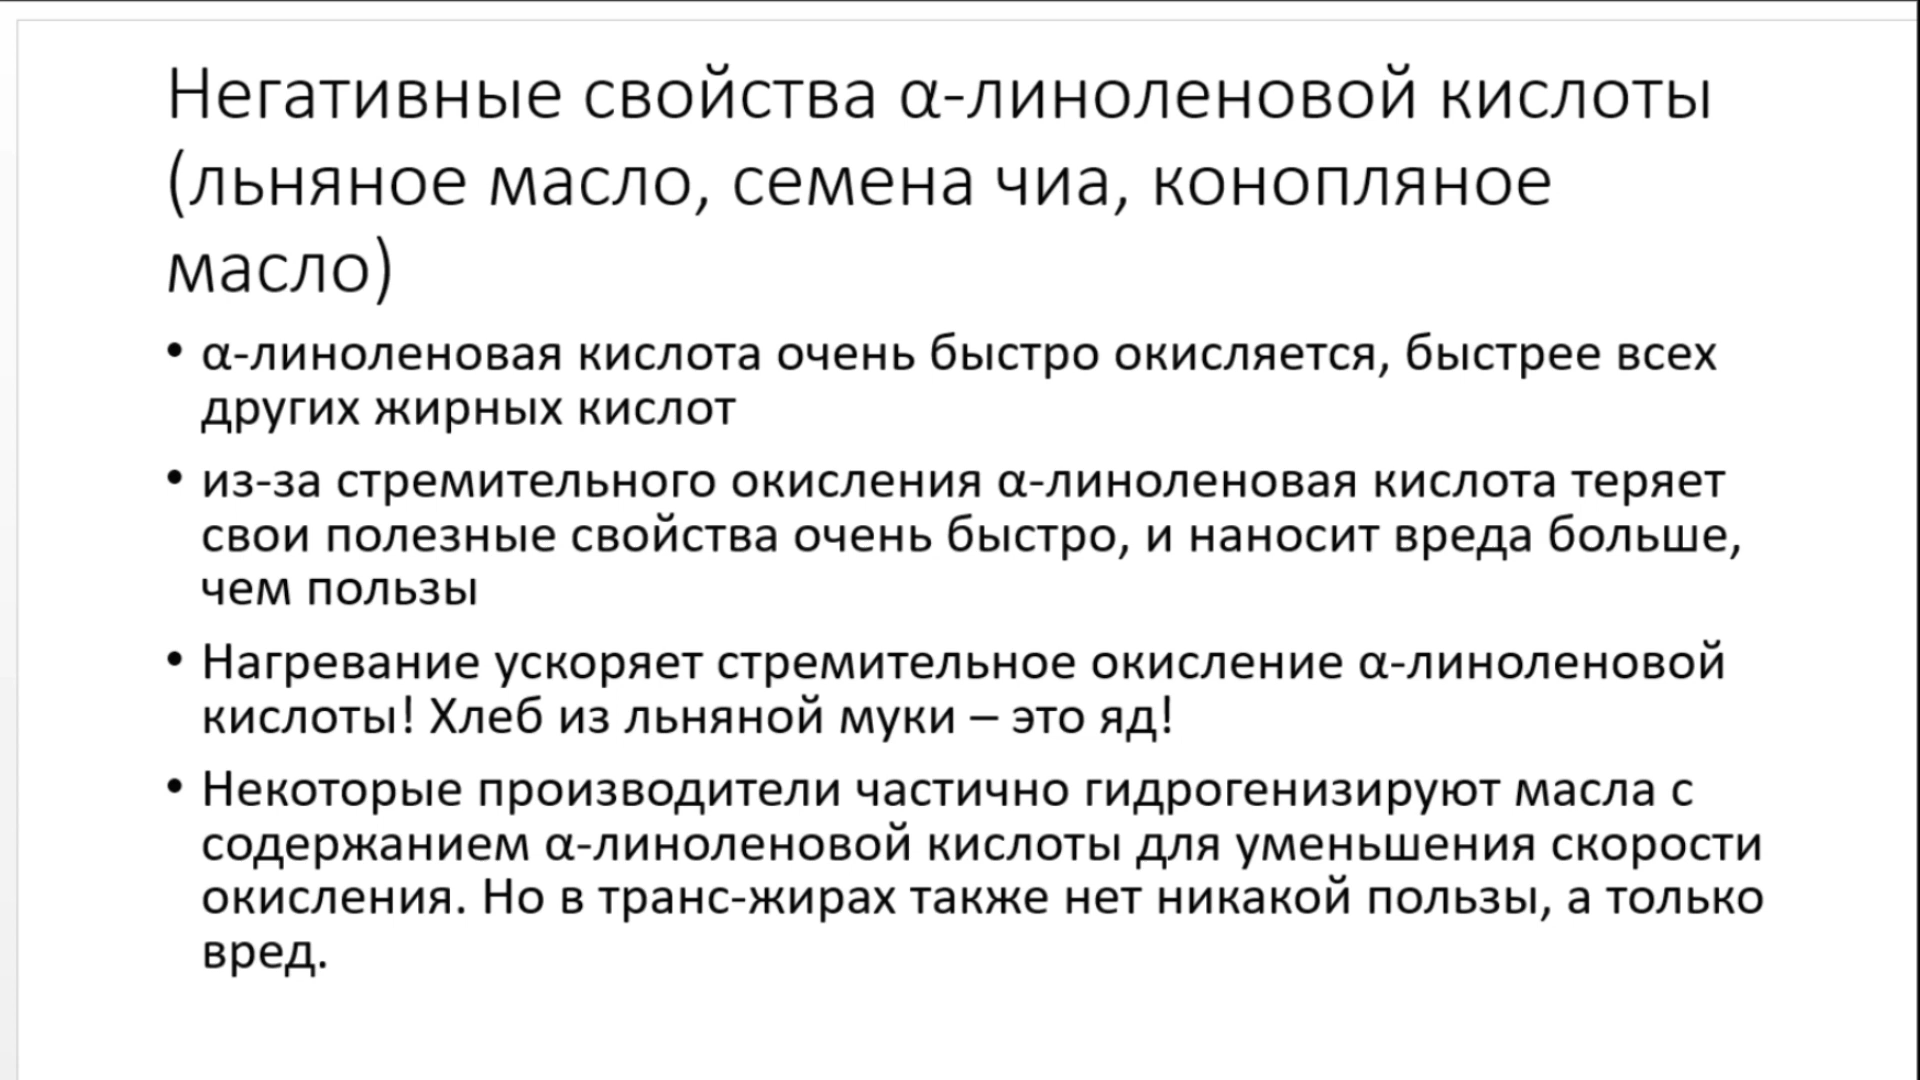 Негативные свойства α-линоленовой кислоты
(льняное масло, семена чиа, конопляное
масло)
• α-линоленовая кислота очень быстро окисляется, быстрее всех
других жирных кислот
• из-за стремительного окисления α-линоленовая кислота теряет
свои полезные свойства очень быстро, и наносит вреда больше,
чем пользы
• Нагревание ускоряет стремительное окисление α-линоленовой
кислоты! Хлеб из льняной муки – это яд!
• Некоторые производители частично гидрогенизируют масла с
содержанием α-линоленовой кислоты для уменьшения скорости
окисления. Но в транс-жирах также нет никакой пользы, а только
вред.